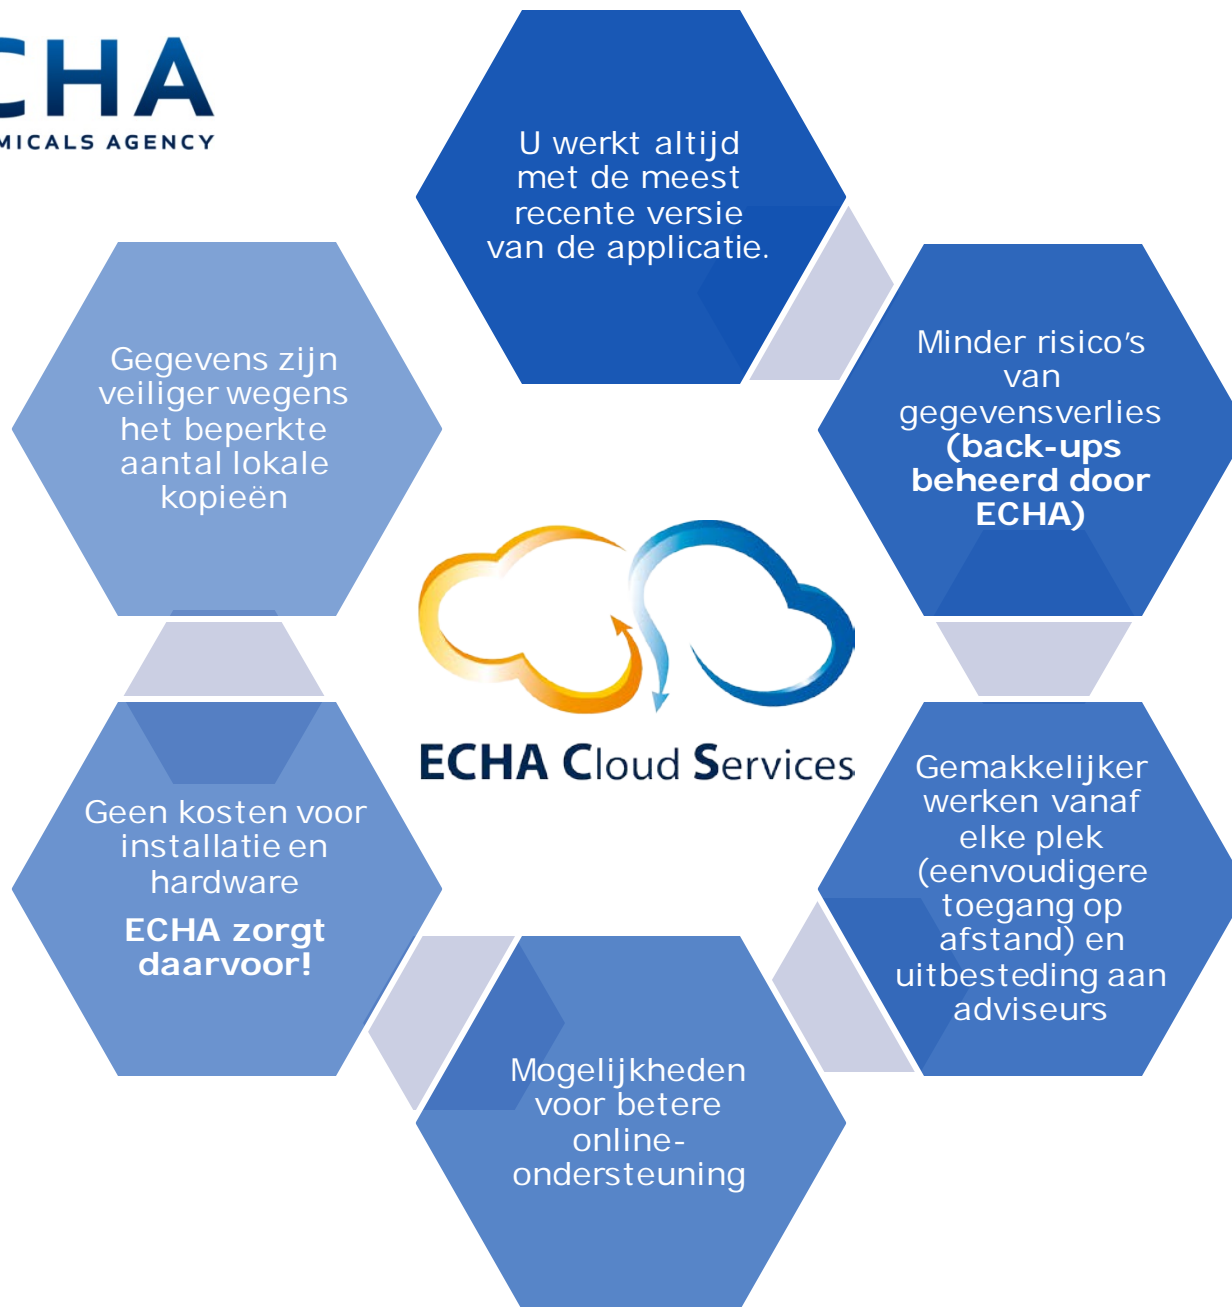 CHA
MICALS AGENCY
U werkt altijd
met de meest
recente versie
van de applicatie.
Minder risico's
van
gegevensverlies
(back-ups
beheerd door
ECHA)
Gemakkelijker
werken vanaf
elke plek
(eenvoudigere
toegang op
afstand) en
uitbesteding aan
adviseurs
Mogelijkheden
voor betere
online-
ondersteuning
Geen kosten voor
installatie en
hardware
ECHA zorgt
daarvoor!
Gegevens zijn
veiliger wegens
het beperkte
aantal lokale
kopieën
ECHA Cloud Services